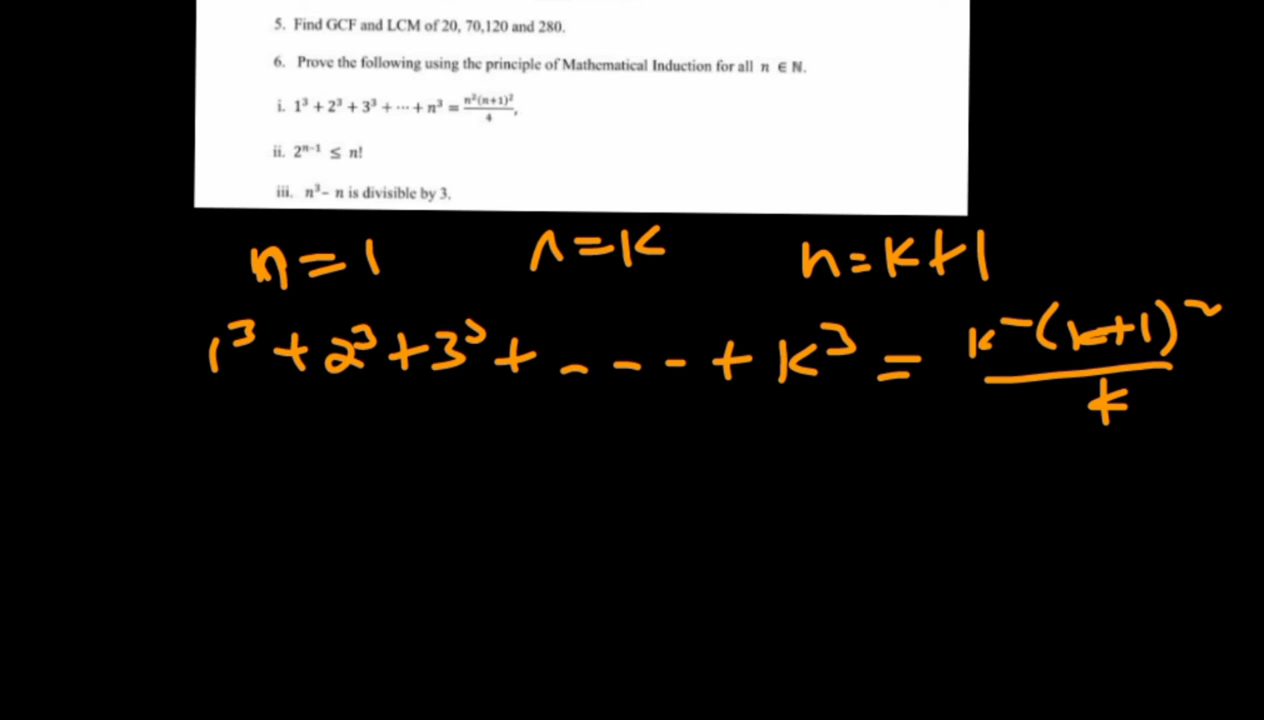 5. Find GCF and LCM of 20, 70,120 and 280.
6. Prove the following using the principle of Mathematical Induction for all n ∈ ℕ.
i. 1³ + 2³ + 3³ + ⋯ + n³ = n²(n+1)²/4,
ii. 2ⁿ⁻¹ ≤ n!
iii. n³– n is divisible by 3.
n = 1 n = k n = k+1
1³ + 2³ + 3³ + - - - + k³ = k²(k+1)²/4